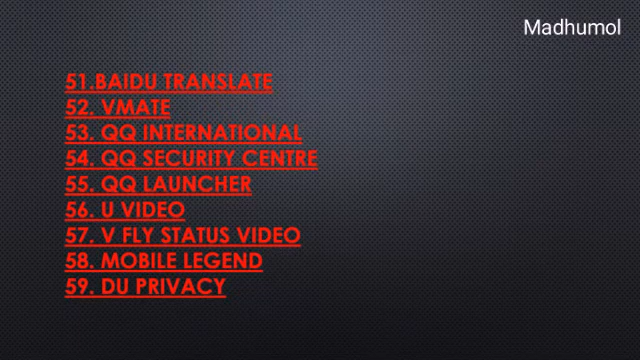 Madhumol
51.BAIDU TRANSLATE
52. VMATE
53. QQ INTERNATIONAL
54. QQ SECURITY CENTRE
55. QQ LAUNCHER
56. U VIDEO
57. V FLY STATUS VIDEO
58. MOBILE LEGEND
59. DU PRIVACY